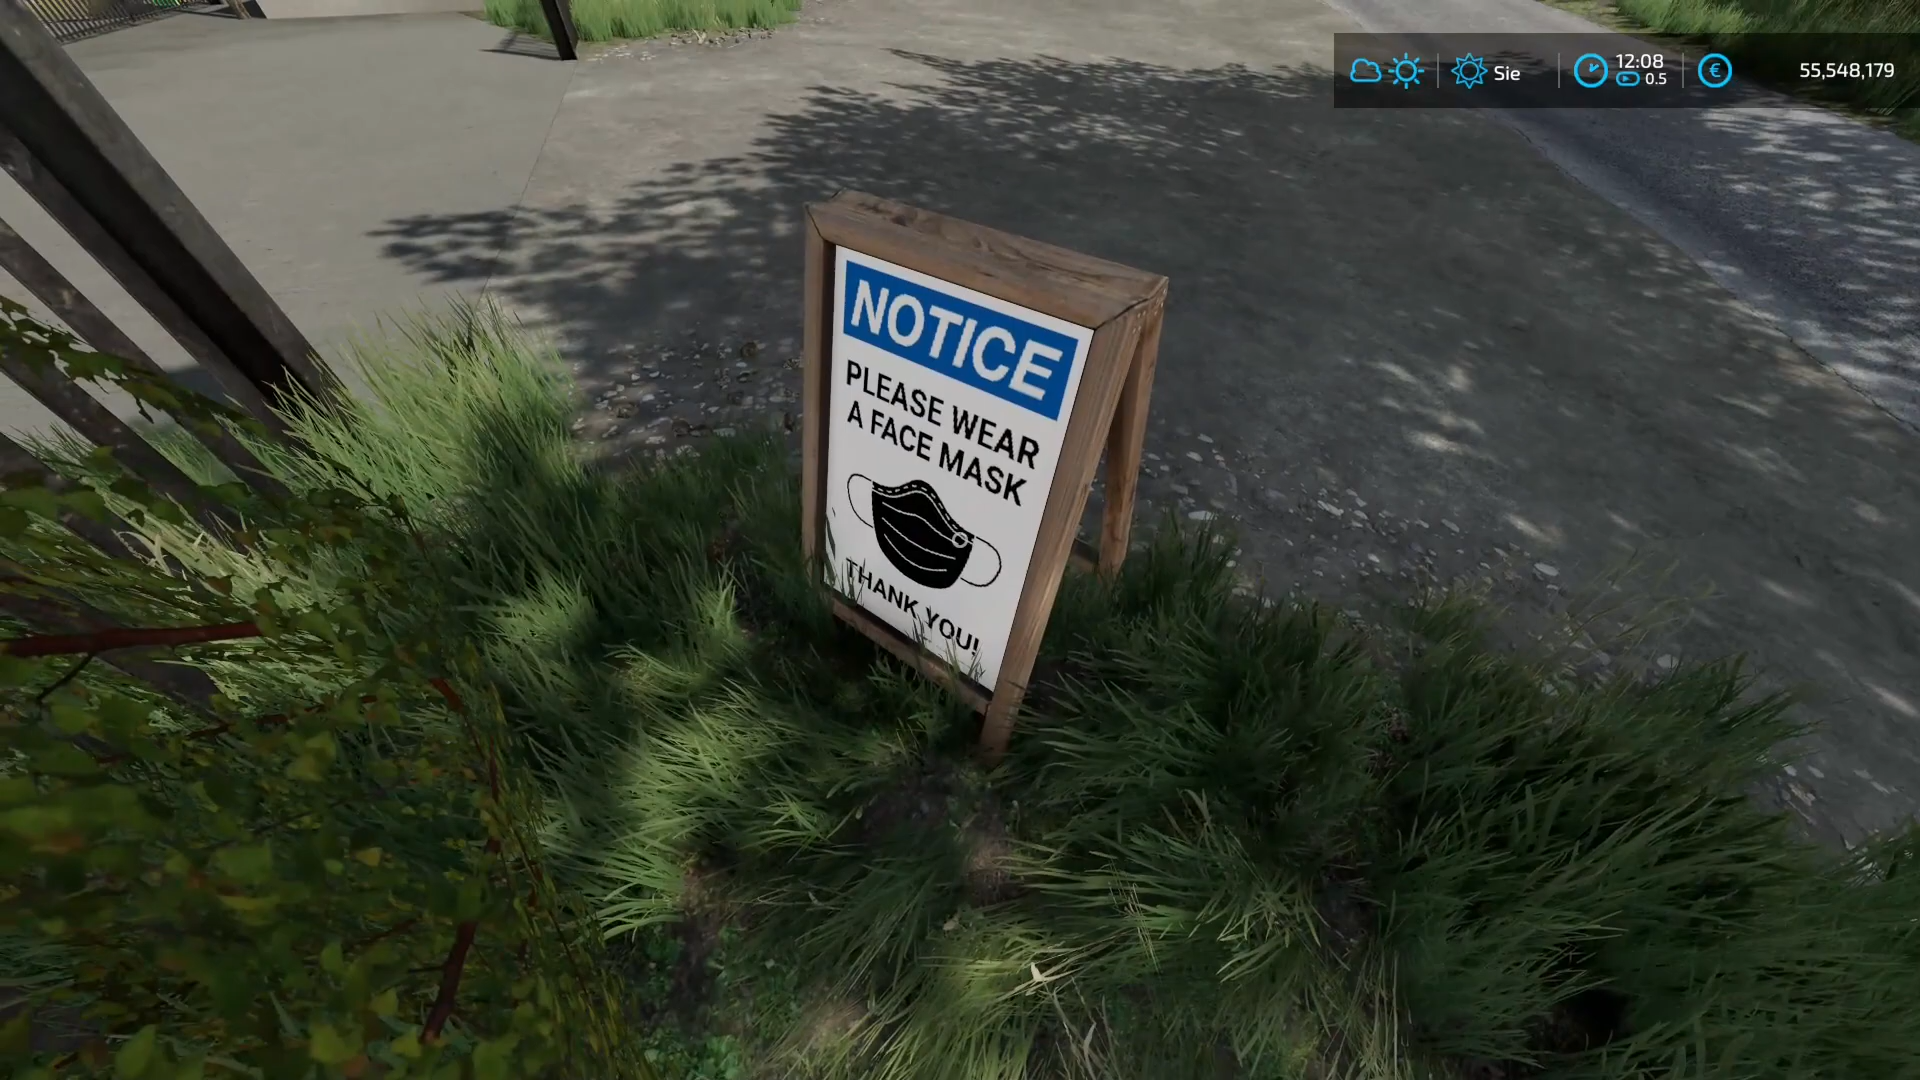 Sie
12:08
0.5
€
55,548,179
NOTICE
PLEASE WEAR
A FACE MASK
THANK YOU!